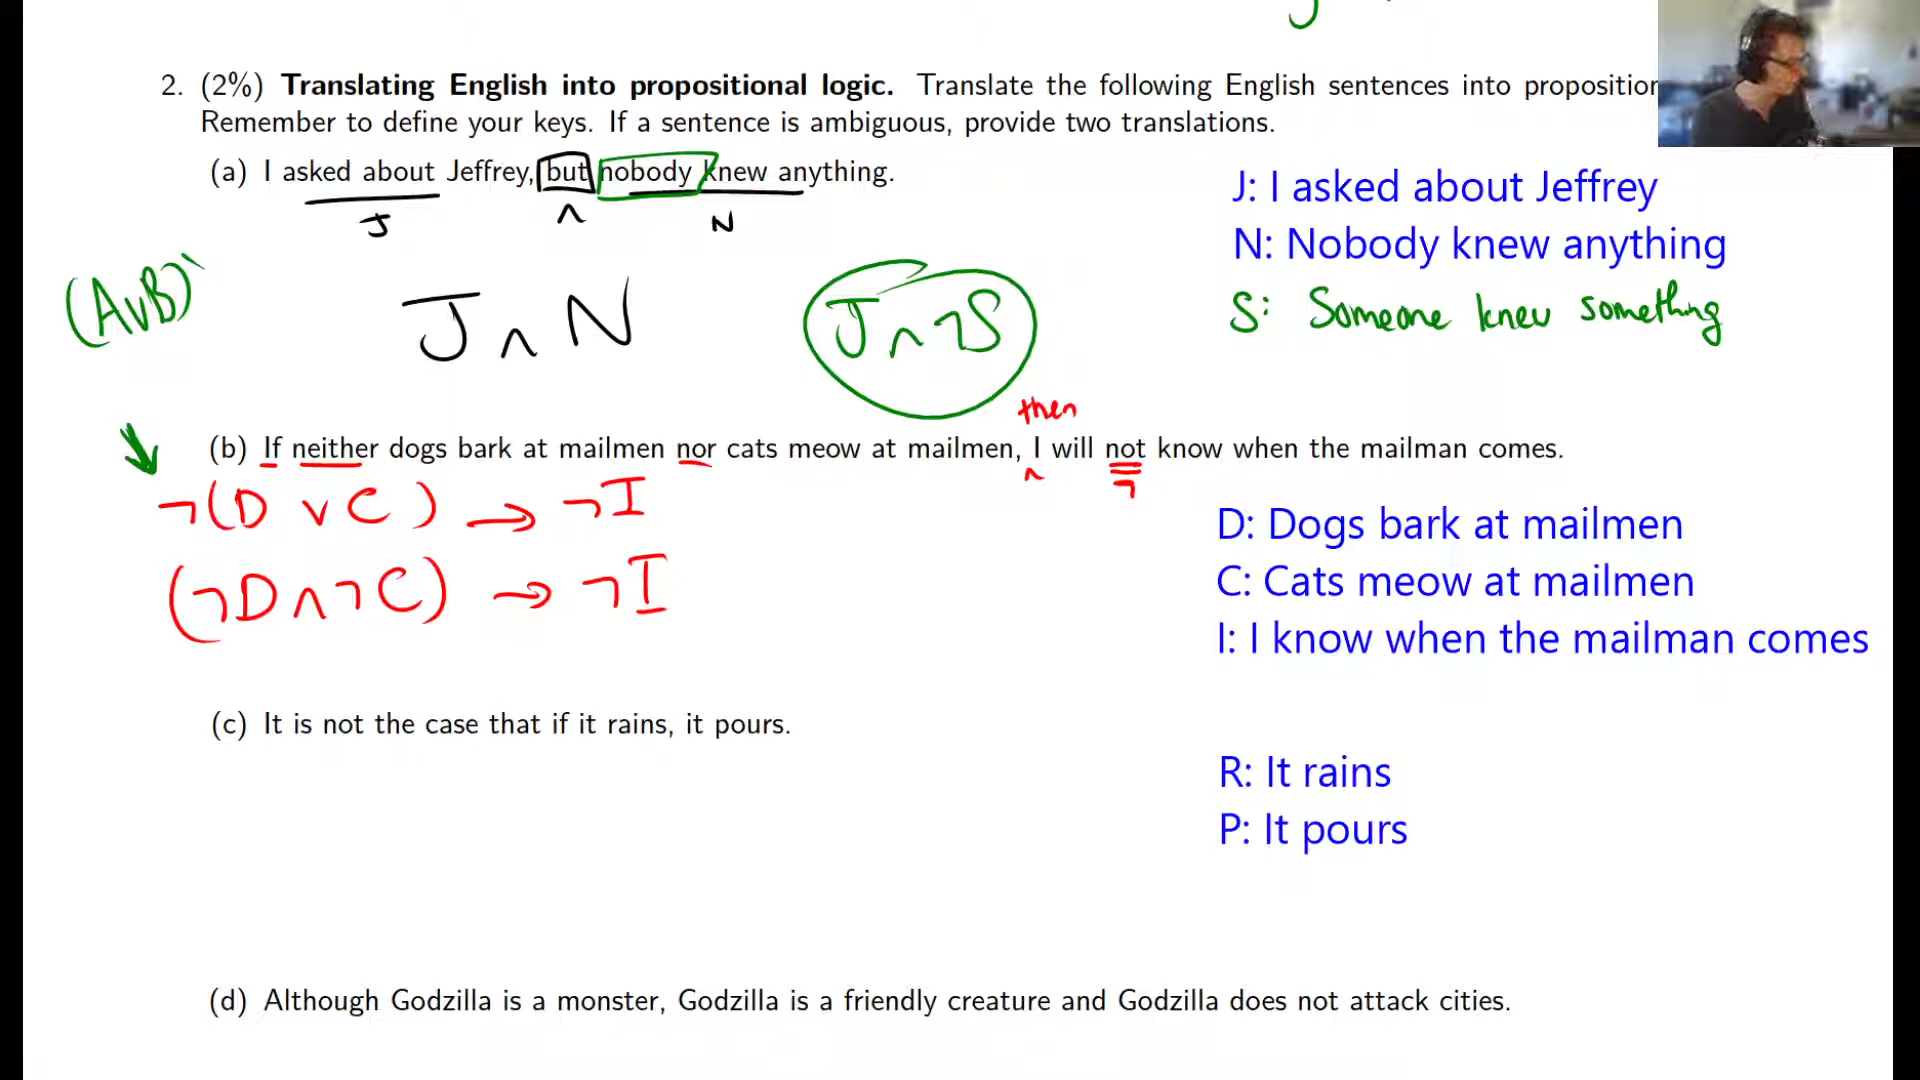 2. (2%) Translating English into propositional logic. Translate the following English sentences into proposition
Remember to define your keys. If a sentence is ambiguous, provide two translations.
(a) I asked about Jeffrey, but nobody knew anything.
J ∧ N
J: I asked about Jeffrey
N: Nobody knew anything
S: Someone knew something
(A∨B)
J ∧ N
J ∧ ¬S
then
(b) If neither dogs bark at mailmen nor cats meow at mailmen, I will not know when the mailman comes.
^ ¬
¬(D ∨ C) → ¬I
(¬D ∧ ¬C) → ¬I
D: Dogs bark at mailmen
C: Cats meow at mailmen
I: I know when the mailman comes
(c) It is not the case that if it rains, it pours.
R: It rains
P: It pours
(d) Although Godzilla is a monster, Godzilla is a friendly creature and Godzilla does not attack cities.